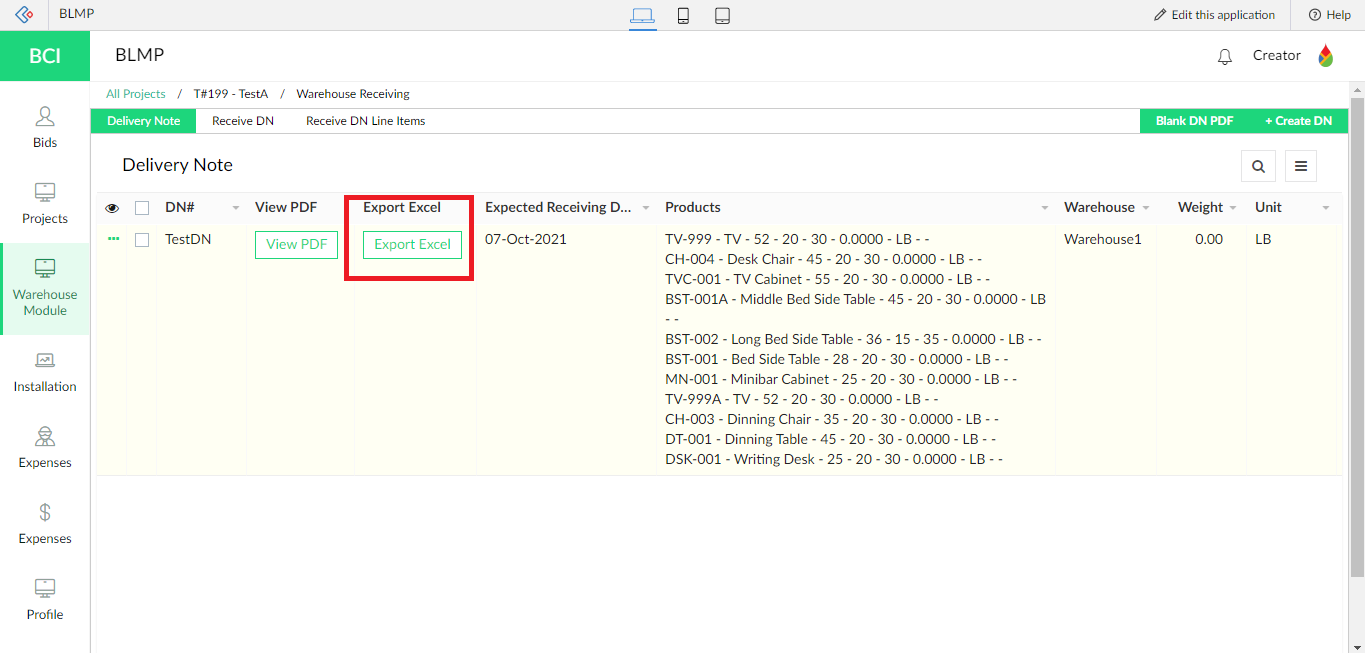 BLMP
Edit this application
Help
BCI
BLMP
Creator
All Projects / T#199 - TestA / Warehouse Receiving
Delivery Note
Receive DN
Receive DN Line Items
Blank DN PDF
+ Create DN
Bids
Projects
Warehouse
Module
Installation
Expenses
Expenses
Profile
Delivery Note
DN# View PDF Export Excel Expected Receiving D... Products Warehouse Weight Unit
TestDN View PDF Export Excel 07-Oct-2021 TV-999 - TV - 52 - 20 - 30 - 0.0000 - LB - - Warehouse1 0.00 LB
CH-004 - Desk Chair - 45 - 20 - 30 - 0.0000 - LB - -
TVC-001 - TV Cabinet - 55 - 20 - 30 - 0.0000 - LB - -
BST-001A - Middle Bed Side Table - 45 - 20 - 30 - 0.0000 - LB
- -
BST-002 - Long Bed Side Table - 36 - 15 - 35 - 0.0000 - LB - -
BST-001 - Bed Side Table - 28 - 20 - 30 - 0.0000 - LB - -
MN-001 - Minibar Cabinet - 25 - 20 - 30 - 0.0000 - LB - -
TV-999A - TV - 52 - 20 - 30 - 0.0000 - LB - -
CH-003 - Dinning Chair - 35 - 20 - 30 - 0.0000 - LB - -
DT-001 - Dinning Table - 45 - 20 - 30 - 0.0000 - LB - -
DSK-001 - Writing Desk - 25 - 20 - 30 - 0.0000 - LB - -